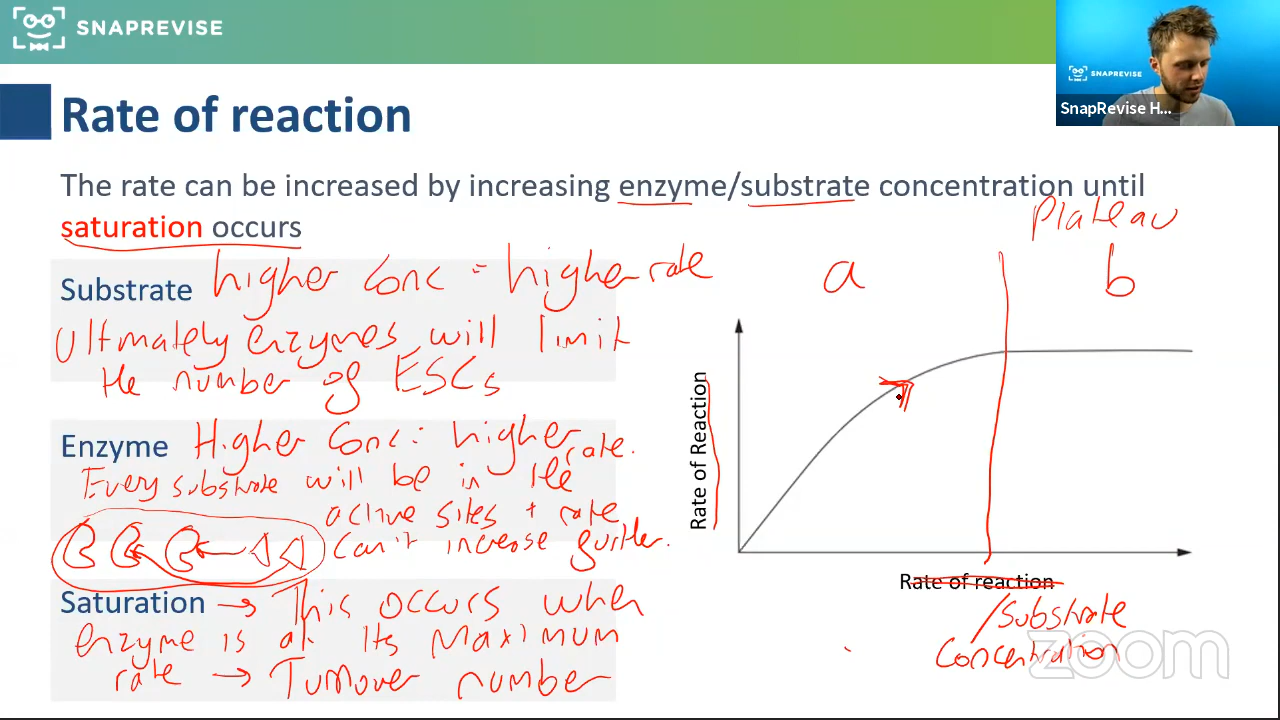 SNAPREVISE
SNAPREVISE
SnapRevise H...
Rate of reaction
The rate can be increased by increasing enzyme/substrate concentration until
saturation occurs
Plateau
Substrate higher Conc = higher rate
Ultmately enzymes will limit
the number of ESCs
a
b
Rate of Reaction
Enzyme Higher Conc: higher
rate.
Every substrate will be in the
active sites + rate
can't increase further.
Saturation → This occurs when
enzyme is at its Maximum
rate → Turnover number
Rate of reaction
/Substrate
Concentration
zoom